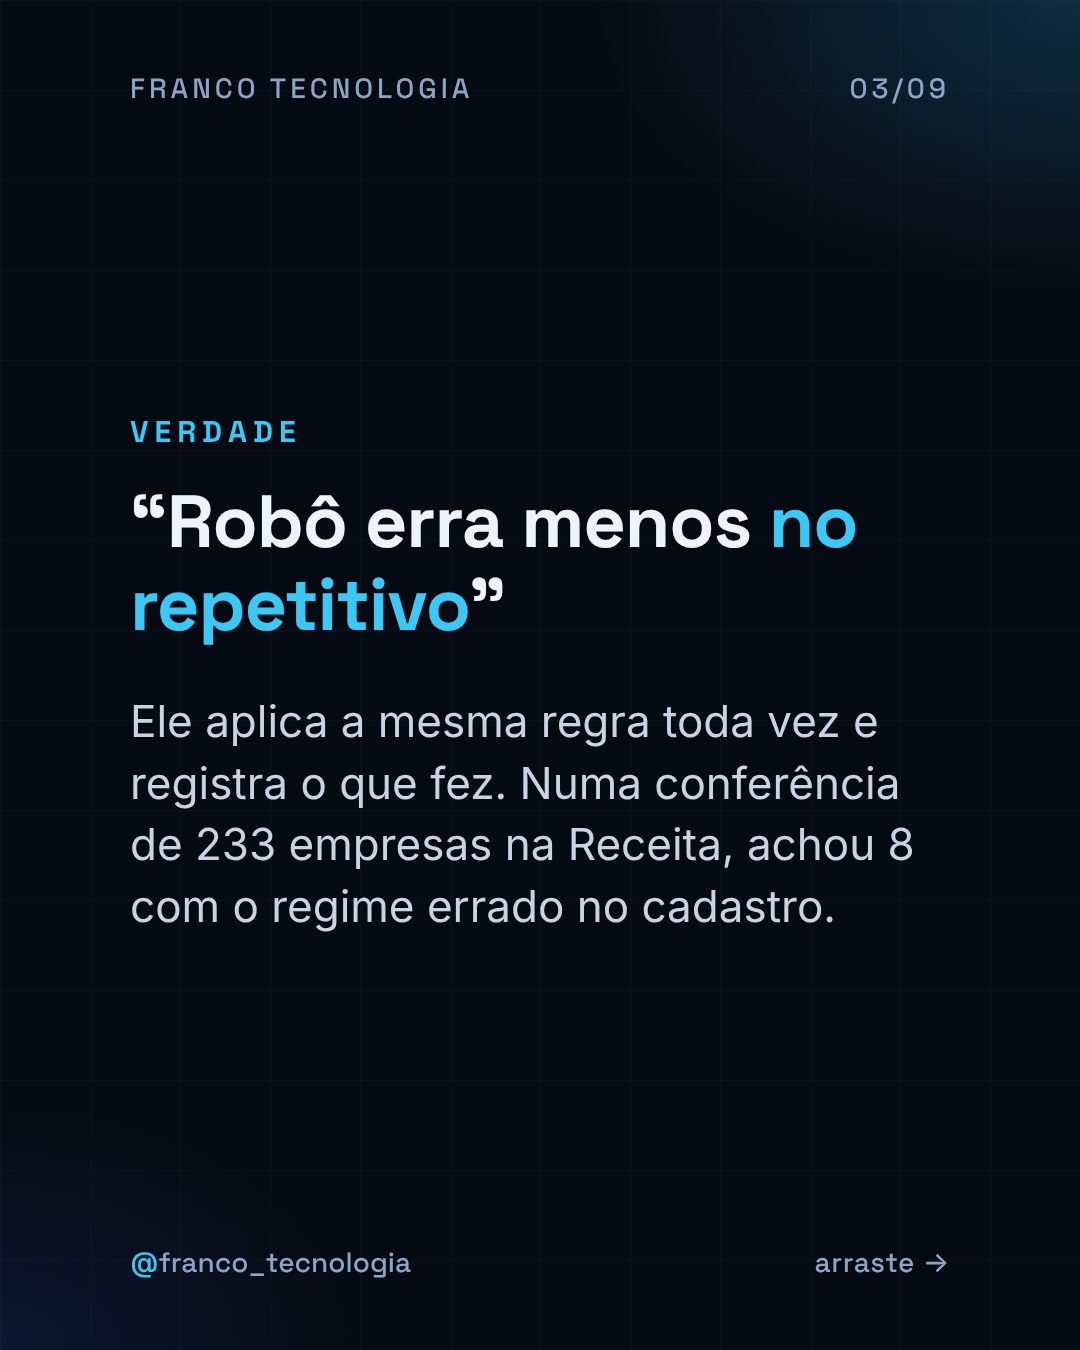 FRANCO TECNOLOGIA
03/09
VERDADE
“Robô erra menos no
repetitivo”
Ele aplica a mesma regra toda vez e
registra o que fez. Numa conferência
de 233 empresas na Receita, achou 8
com o regime errado no cadastro.
@franco_tecnologia
arraste →